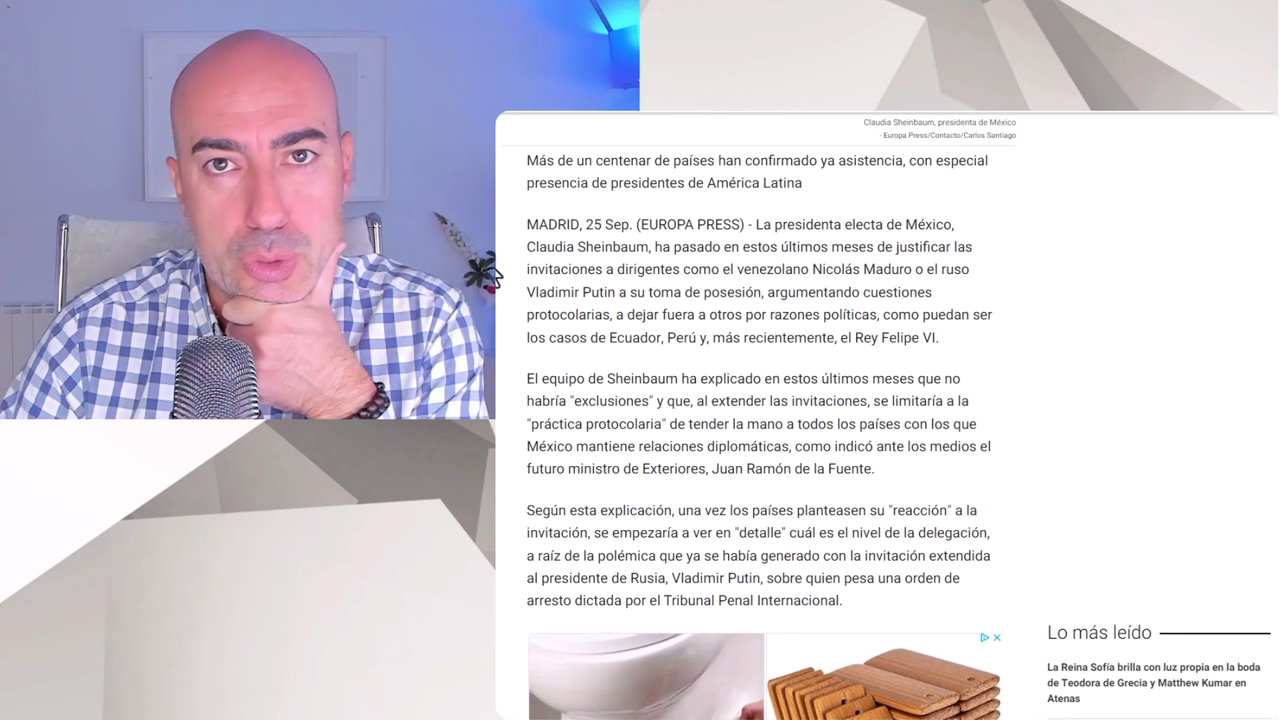 Claudia Sheinbaum, presidenta de México
- Europa Press/Contacto/Carlos Santiago
Más de un centenar de países han confirmado ya asistencia, con especial
presencia de presidentes de América Latina
MADRID, 25 Sep. (EUROPA PRESS) - La presidenta electa de México,
Claudia Sheinbaum, ha pasado en estos últimos meses de justificar las
invitaciones a dirigentes como el venezolano Nicolás Maduro o el ruso
Vladimir Putin a su toma de posesión, argumentando cuestiones
protocolarias, a dejar fuera a otros por razones políticas, como puedan ser
los casos de Ecuador, Perú y, más recientemente, el Rey Felipe VI.
El equipo de Sheinbaum ha explicado en estos últimos meses que no
habría "exclusiones" y que, al extender las invitaciones, se limitaría a la
"práctica protocolaria" de tender la mano a todos los países con los que
México mantiene relaciones diplomáticas, como indicó ante los medios el
futuro ministro de Exteriores, Juan Ramón de la Fuente.
Según esta explicación, una vez los países planteasen su "reacción" a la
invitación, se empezaría a ver en "detalle" cuál es el nivel de la delegación,
a raíz de la polémica que ya se había generado con la invitación extendida
al presidente de Rusia, Vladimir Putin, sobre quien pesa una orden de
arresto dictada por el Tribunal Penal Internacional.
Lo más leído
La Reina Sofía brilla con luz propia en la boda
de Teodora de Grecia y Matthew Kumar en
Atenas